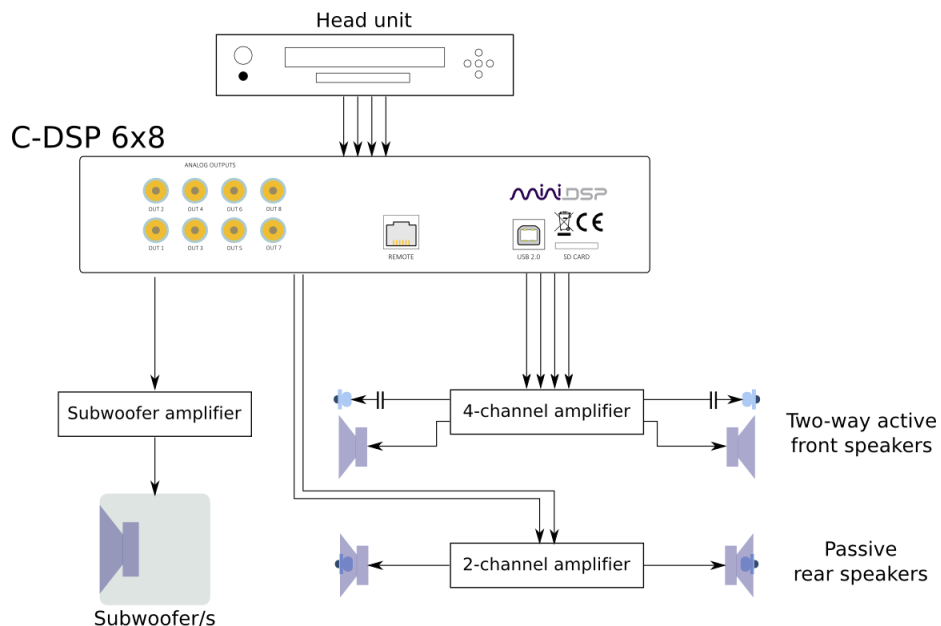 Head unit
C-DSP 6x8
ANALOG OUTPUTS
OUT 2 OUT 4 OUT 6 OUT 8
OUT 1 OUT 3 OUT 5 OUT 7
REMOTE
miniDSP
CE
USB 2.0 SD CARD
Subwoofer amplifier
4-channel amplifier
Two-way active
front speakers
2-channel amplifier
Passive
rear speakers
Subwoofer/s